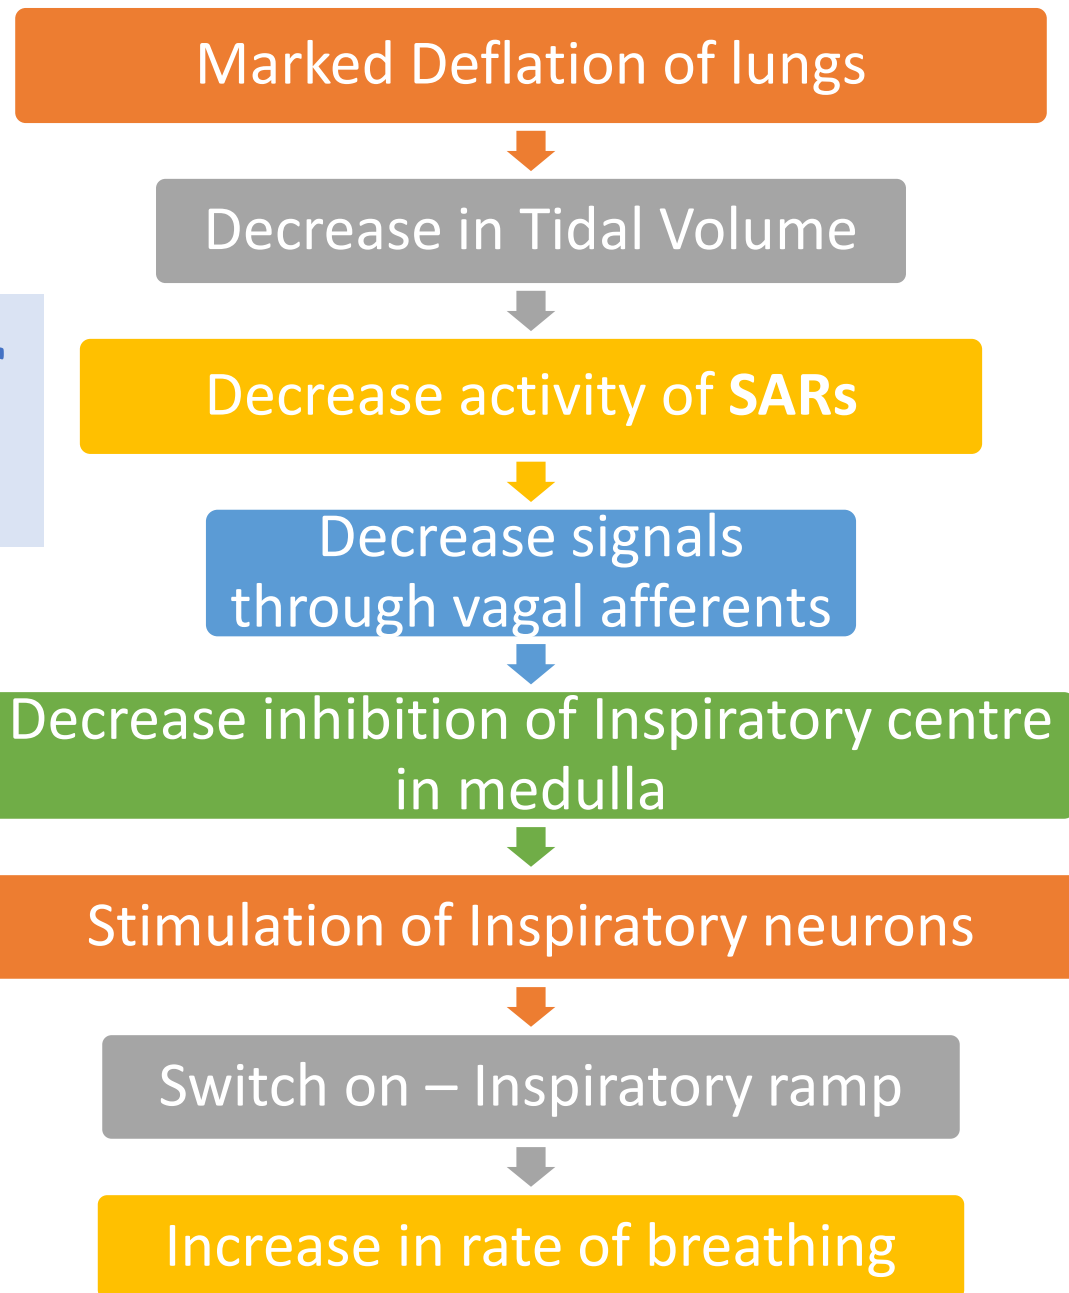 Marked Deflation of lungs
Decrease in Tidal Volume
Decrease activity of SARs
Decrease signals
through vagal afferents
Decrease inhibition of Inspiratory centre
in medulla
Stimulation of Inspiratory neurons
Switch on – Inspiratory ramp
Increase in rate of breathing